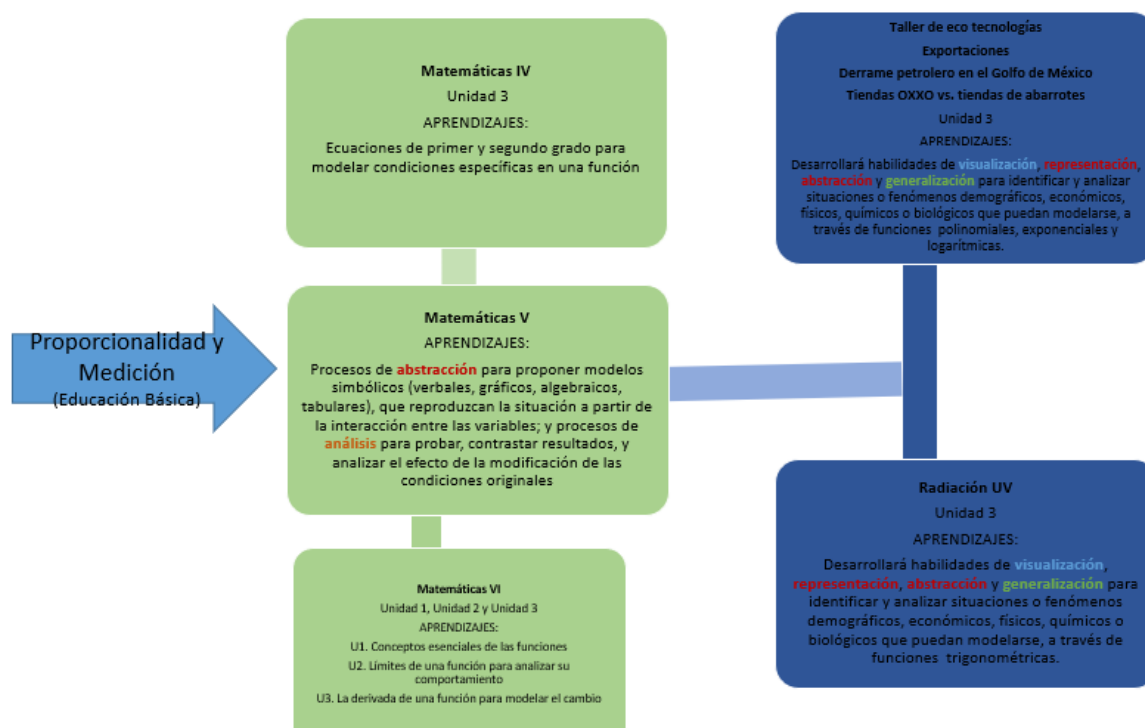 Proporcionalidad y
Medición
(Educación Básica)
Matemáticas IV
Unidad 3
APRENDIZAJES:
Ecuaciones de primer y segundo grado para
modelar condiciones específicas en una función
Matemáticas V
APRENDIZAJES:
Procesos de abstracción para proponer modelos
simbólicos (verbales, gráficos, algebraicos,
tabulares), que reproduzcan la situación a partir de
la interacción entre las variables; y procesos de
análisis para probar, contrastar resultados, y
analizar el efecto de la modificación de las
condiciones originales
Matemáticas VI
Unidad 1, Unidad 2 y Unidad 3
APRENDIZAJES:
U1. Conceptos esenciales de las funciones
U2. Límites de una función para analizar su
comportamiento
U3. La derivada de una función para modelar el cambio
Taller de eco tecnologías
Exportaciones
Derrame petrolero en el Golfo de México
Tiendas OXXO vs. tiendas de abarrotes
Unidad 3
APRENDIZAJES:
Desarrollará habilidades de visualización, representación,
abstracción y generalización para identificar y analizar
situaciones o fenómenos demográficos, económicos,
físicos, químicos o biológicos que puedan modelarse, a
través de funciones polinomiales, exponenciales y
logarítmicas.
Radiación UV
Unidad 3
APRENDIZAJES:
Desarrollará habilidades de visualización,
representación, abstracción y generalización para
identificar y analizar situaciones o fenómenos
demográficos, económicos, físicos, químicos o
biológicos que puedan modelarse, a través de
funciones trigonométricas.